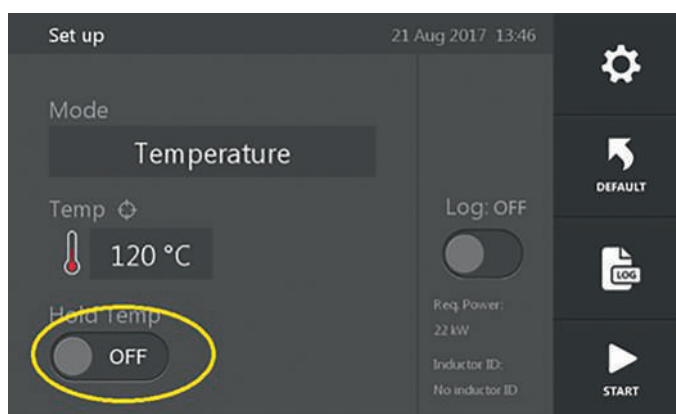 Set up
21 Aug 2017 13:46
Mode
Temperature
Temp
120 °C
Hold Temp
OFF
Log: OFF
Req. Power:
22 kW
Inductor ID:
No inductor ID
DEFAULT
LOG
START